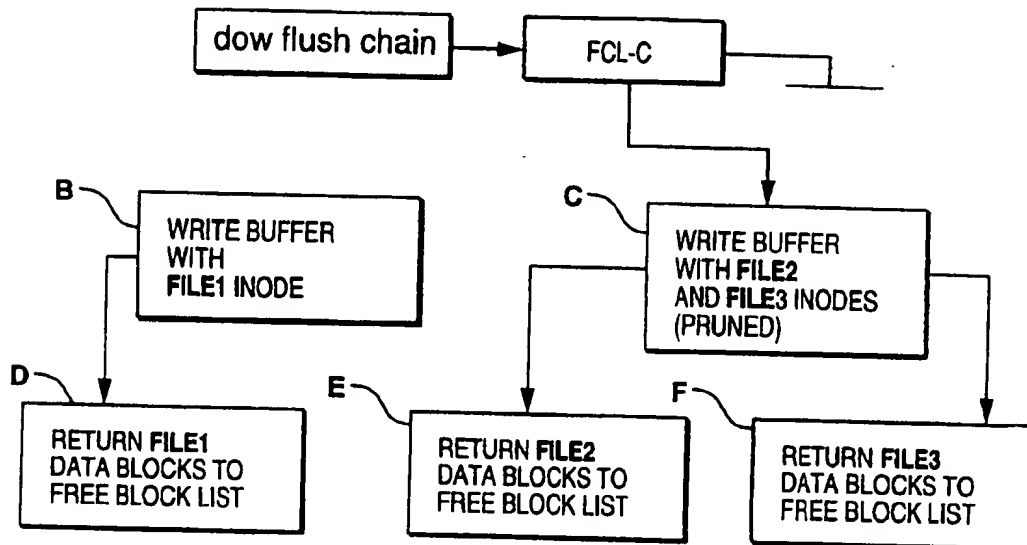 dow flush chain
FCL-C
B
WRITE BUFFER
WITH
FILE1 INODE
C
WRITE BUFFER
WITH FILE2
AND FILE3 INODES
(PRUNED)
D
RETURN FILE1
DATA BLOCKS TO
FREE BLOCK LIST
E
RETURN FILE2
DATA BLOCKS TO
FREE BLOCK LIST
F
RETURN FILE3
DATA BLOCKS TO
FREE BLOCK LIST